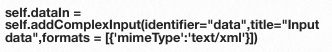 self.dataIn =
self.addComplexInput(identifier="data",title="Input
data",formats = [{'mimeType':'text/xml'}])